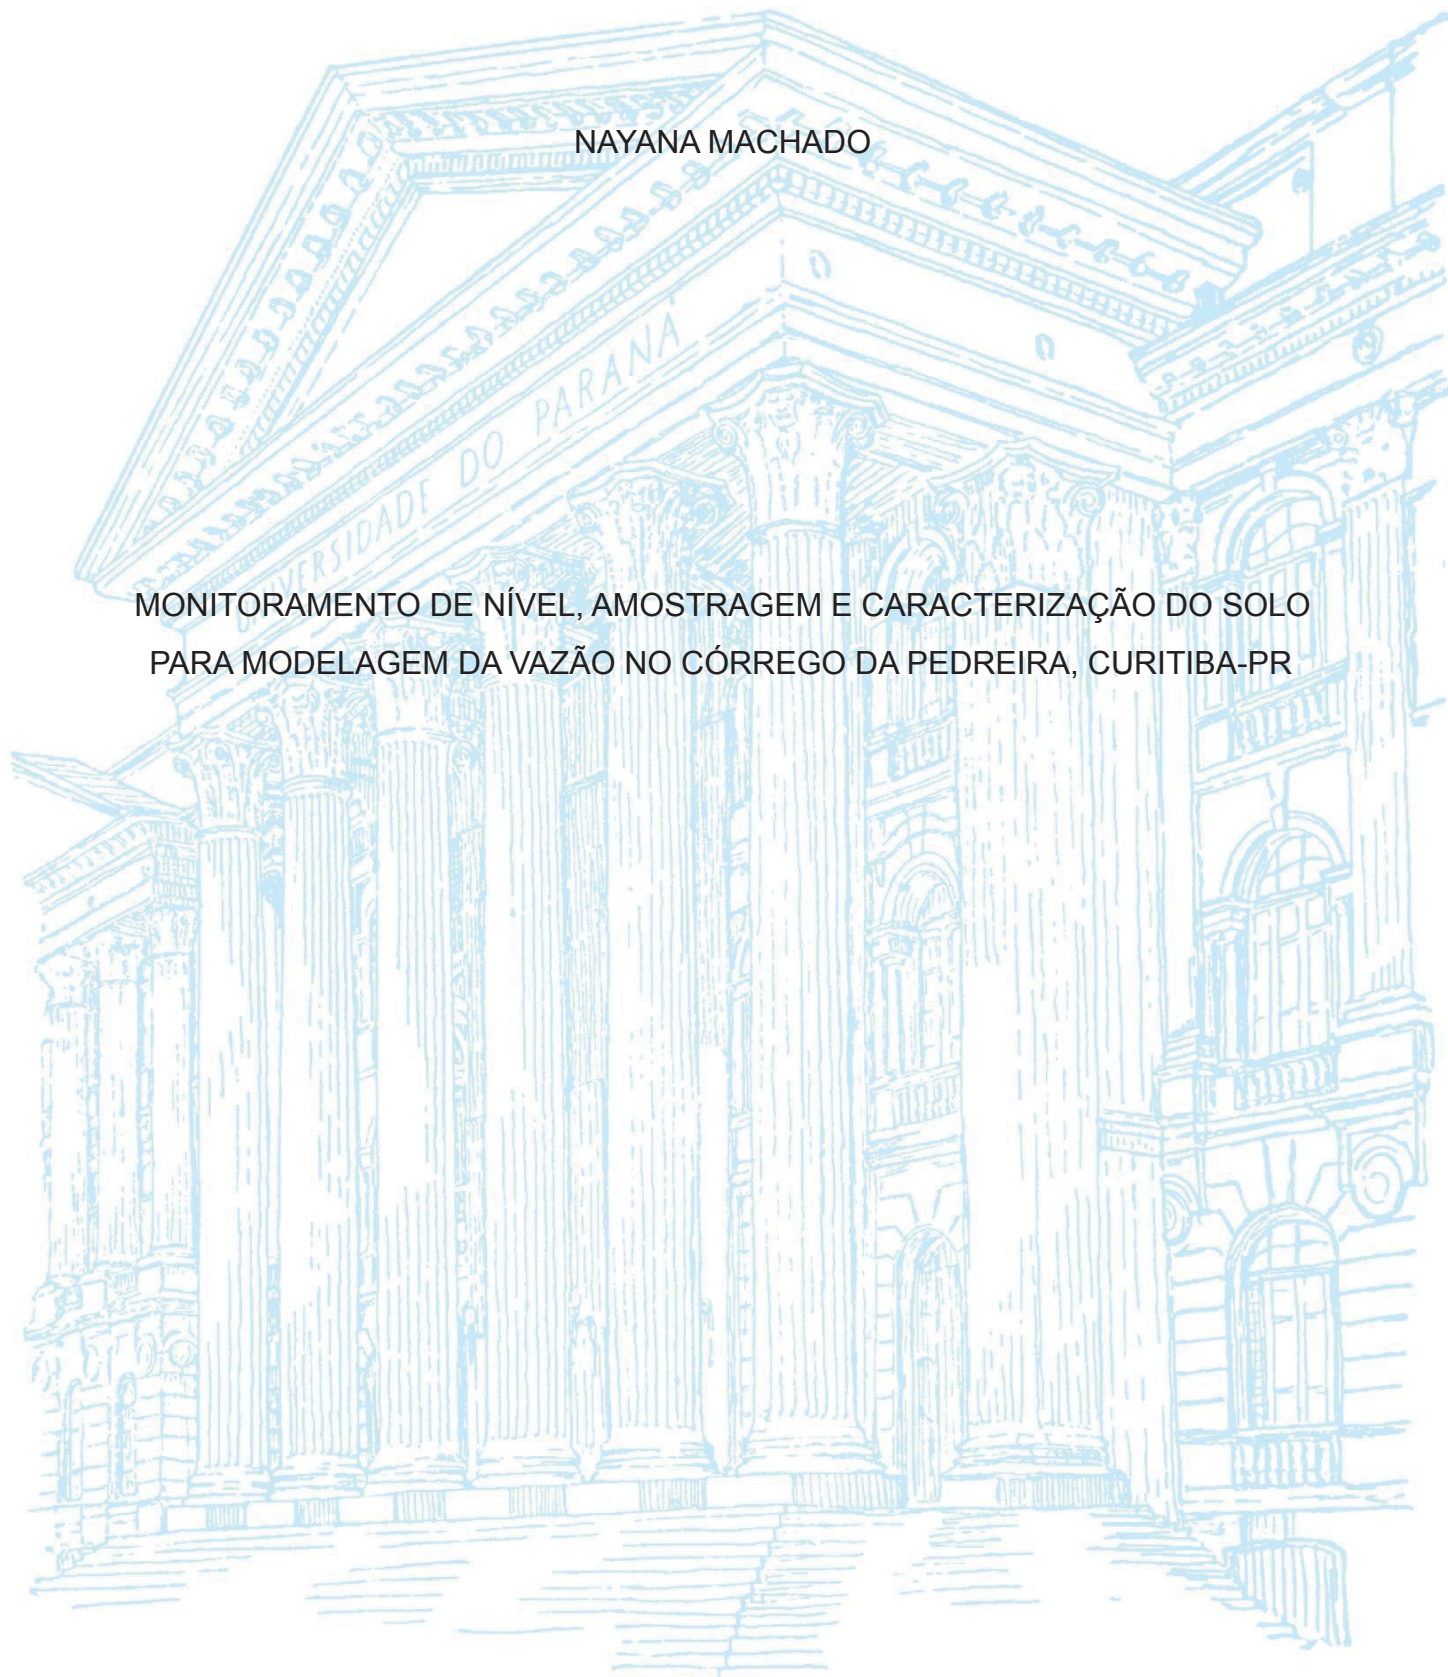 NAYANA MACHADO
UNIVERSIDADE DO PARANÁ
MONITORAMENTO DE NÍVEL, AMOSTRAGEM E CARACTERIZAÇÃO DO SOLO
PARA MODELAGEM DA VAZÃO NO CÓRREGO DA PEDREIRA, CURITIBA-PR